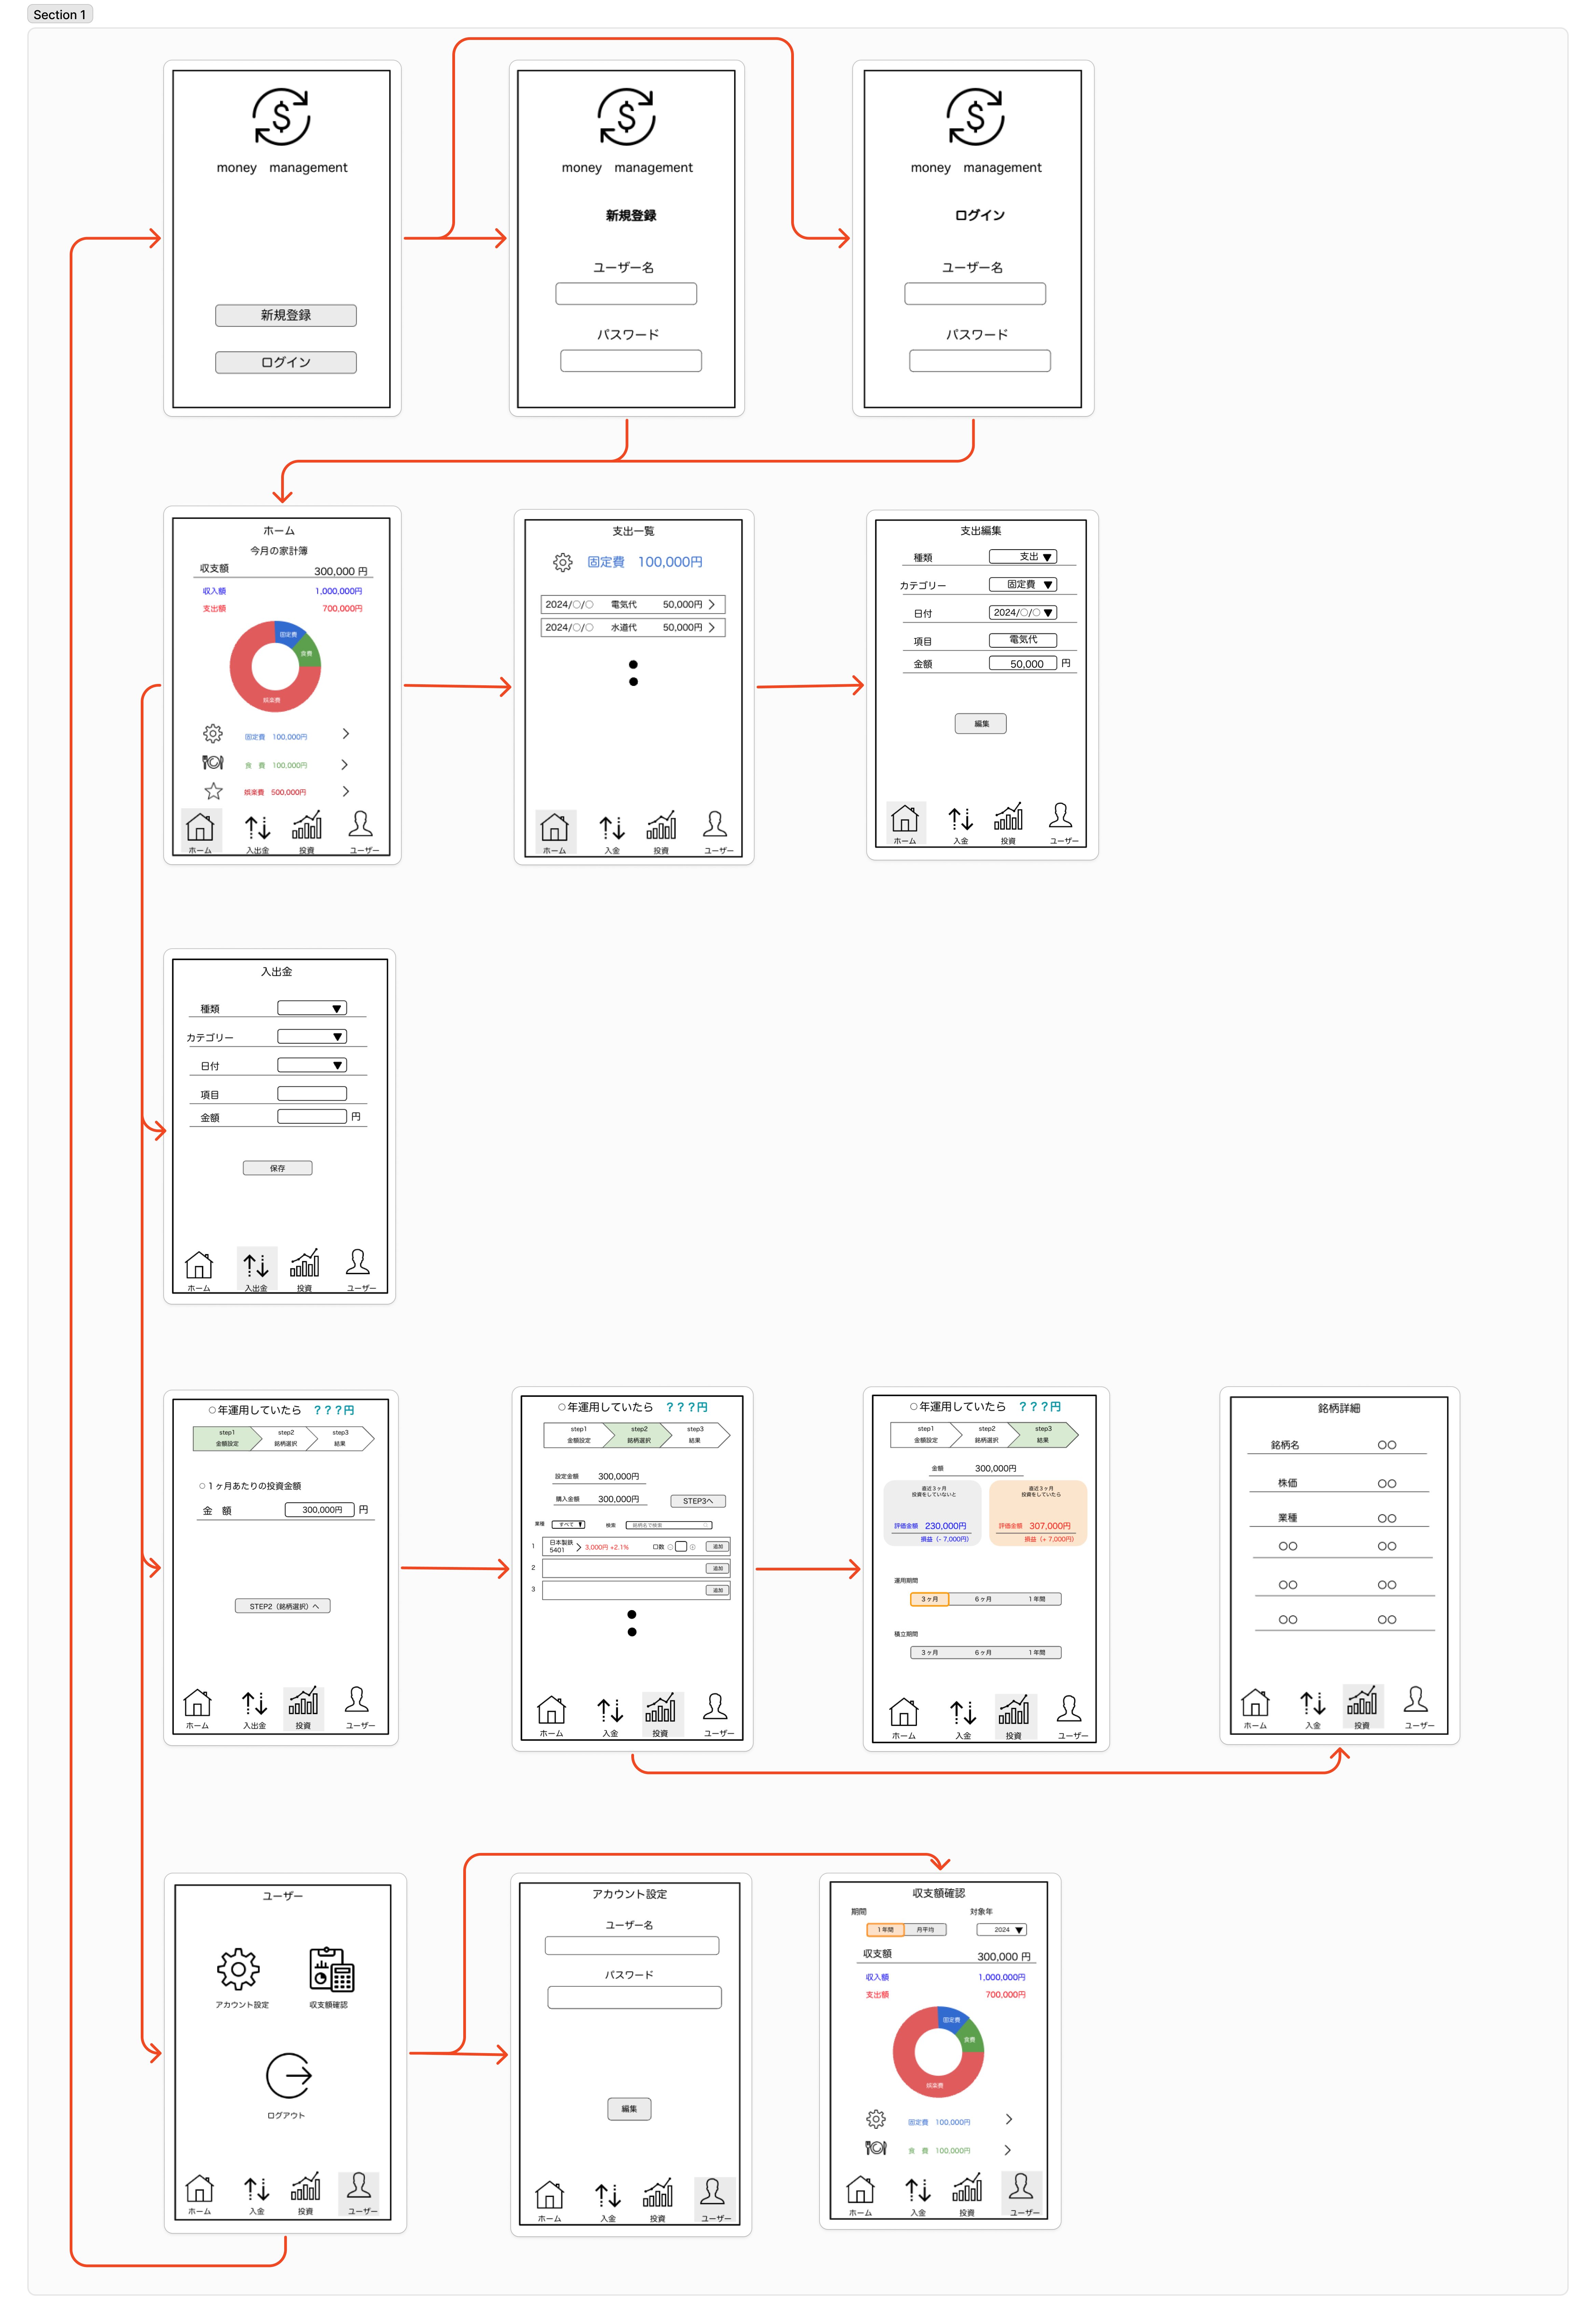 Section 1
money management
新規登録
ログイン
money management
新規登録
ユーザー名
パスワード
money management
ログイン
ユーザー名
パスワード
ホーム
今月の家計簿
収支額 300,000 円
収入額 1,000,000円
支出額 700,000円
固定費
食費
娯楽費
固定費 100,000円
食 費 100,000円
娯楽費 500,000円
ホーム 入出金 投資 ユーザー
支出一覧
固定費 100,000円
2024/○/○ 電気代 50,000円
2024/○/○ 水道代 50,000円
ホーム 入金 投資 ユーザー
支出編集
種類 支出 ▼
カテゴリー 固定費 ▼
日付 2024/○/○ ▼
項目 電気代
金額 50,000 円
編集
ホーム 入金 投資 ユーザー
入出金
種類 ▼
カテゴリー ▼
日付 ▼
項目
金額 円
保存
ホーム 入出金 投資 ユーザー
○年運用していたら ？？？円
step1 step2 step3
金額設定 銘柄選択 結果
○1ヶ月あたりの投資金額
金 額 300,000円 円
STEP2（銘柄選択）へ
ホーム 入出金 投資 ユーザー
○年運用していたら ？？？円
step1 step2 step3
金額設定 銘柄選択 結果
設定金額 300,000円
購入金額 300,000円 STEP3へ
業種 すべて ▼ 検索 銘柄名で検索
1 日本製鉄 3,000円 +2.1% 口数 追加
5401
2 追加
3 追加
ホーム 入金 投資 ユーザー
○年運用していたら ？？？円
step1 step2 step3
金額設定 銘柄選択 結果
金額 300,000円
直近3ヶ月
投資をしていないと
評価金額 230,000円
損益（- 7,000円）
直近3ヶ月
投資をしていたら
評価金額 307,000円
損益（+ 7,000円）
運用期間
3ヶ月 6ヶ月 1年間
積立期間
3ヶ月 6ヶ月 1年間
ホーム 入金 投資 ユーザー
銘柄詳細
銘柄名 ○○
株価 ○○
業種 ○○
○○ ○○
○○ ○○
○○ ○○
ホーム 入金 投資 ユーザー
ユーザー
アカウント設定 収支額確認
ログアウト
ホーム 入金 投資 ユーザー
アカウント設定
ユーザー名
パスワード
編集
ホーム 入金 投資 ユーザー
収支額確認
期間 対象年
1年間 月平均 2024 ▼
収支額 300,000 円
収入額 1,000,000円
支出額 700,000円
固定費
食費
娯楽費
固定費 100,000円
食 費 100,000円
ホーム 入金 投資 ユーザー